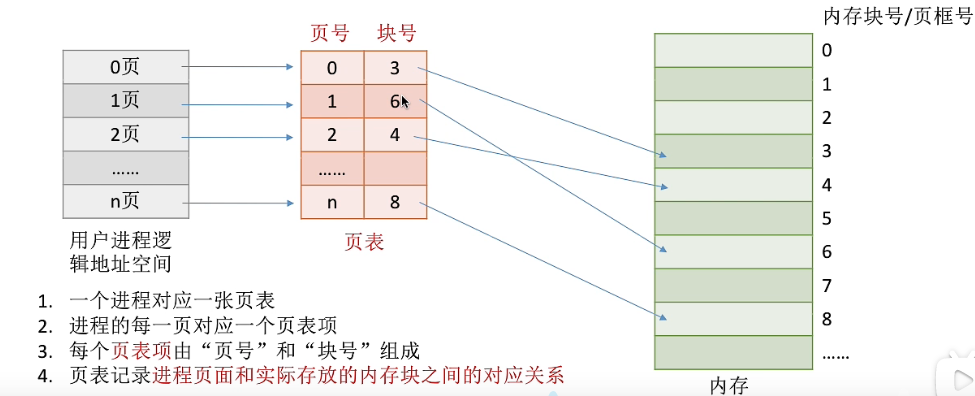 内存块号/页框号
页号 块号
0页 0 3 0
1页 1 6 1
2页 2 4 2
…… …… 3
n页 n 8 4
5
6
7
8
……
用户进程逻
辑地址空间
页表
内存
1. 一个进程对应一张页表
2. 进程的每一页对应一个页表项
3. 每个页表项由“页号”和“块号”组成
4. 页表记录进程页面和实际存放的内存块之间的对应关系